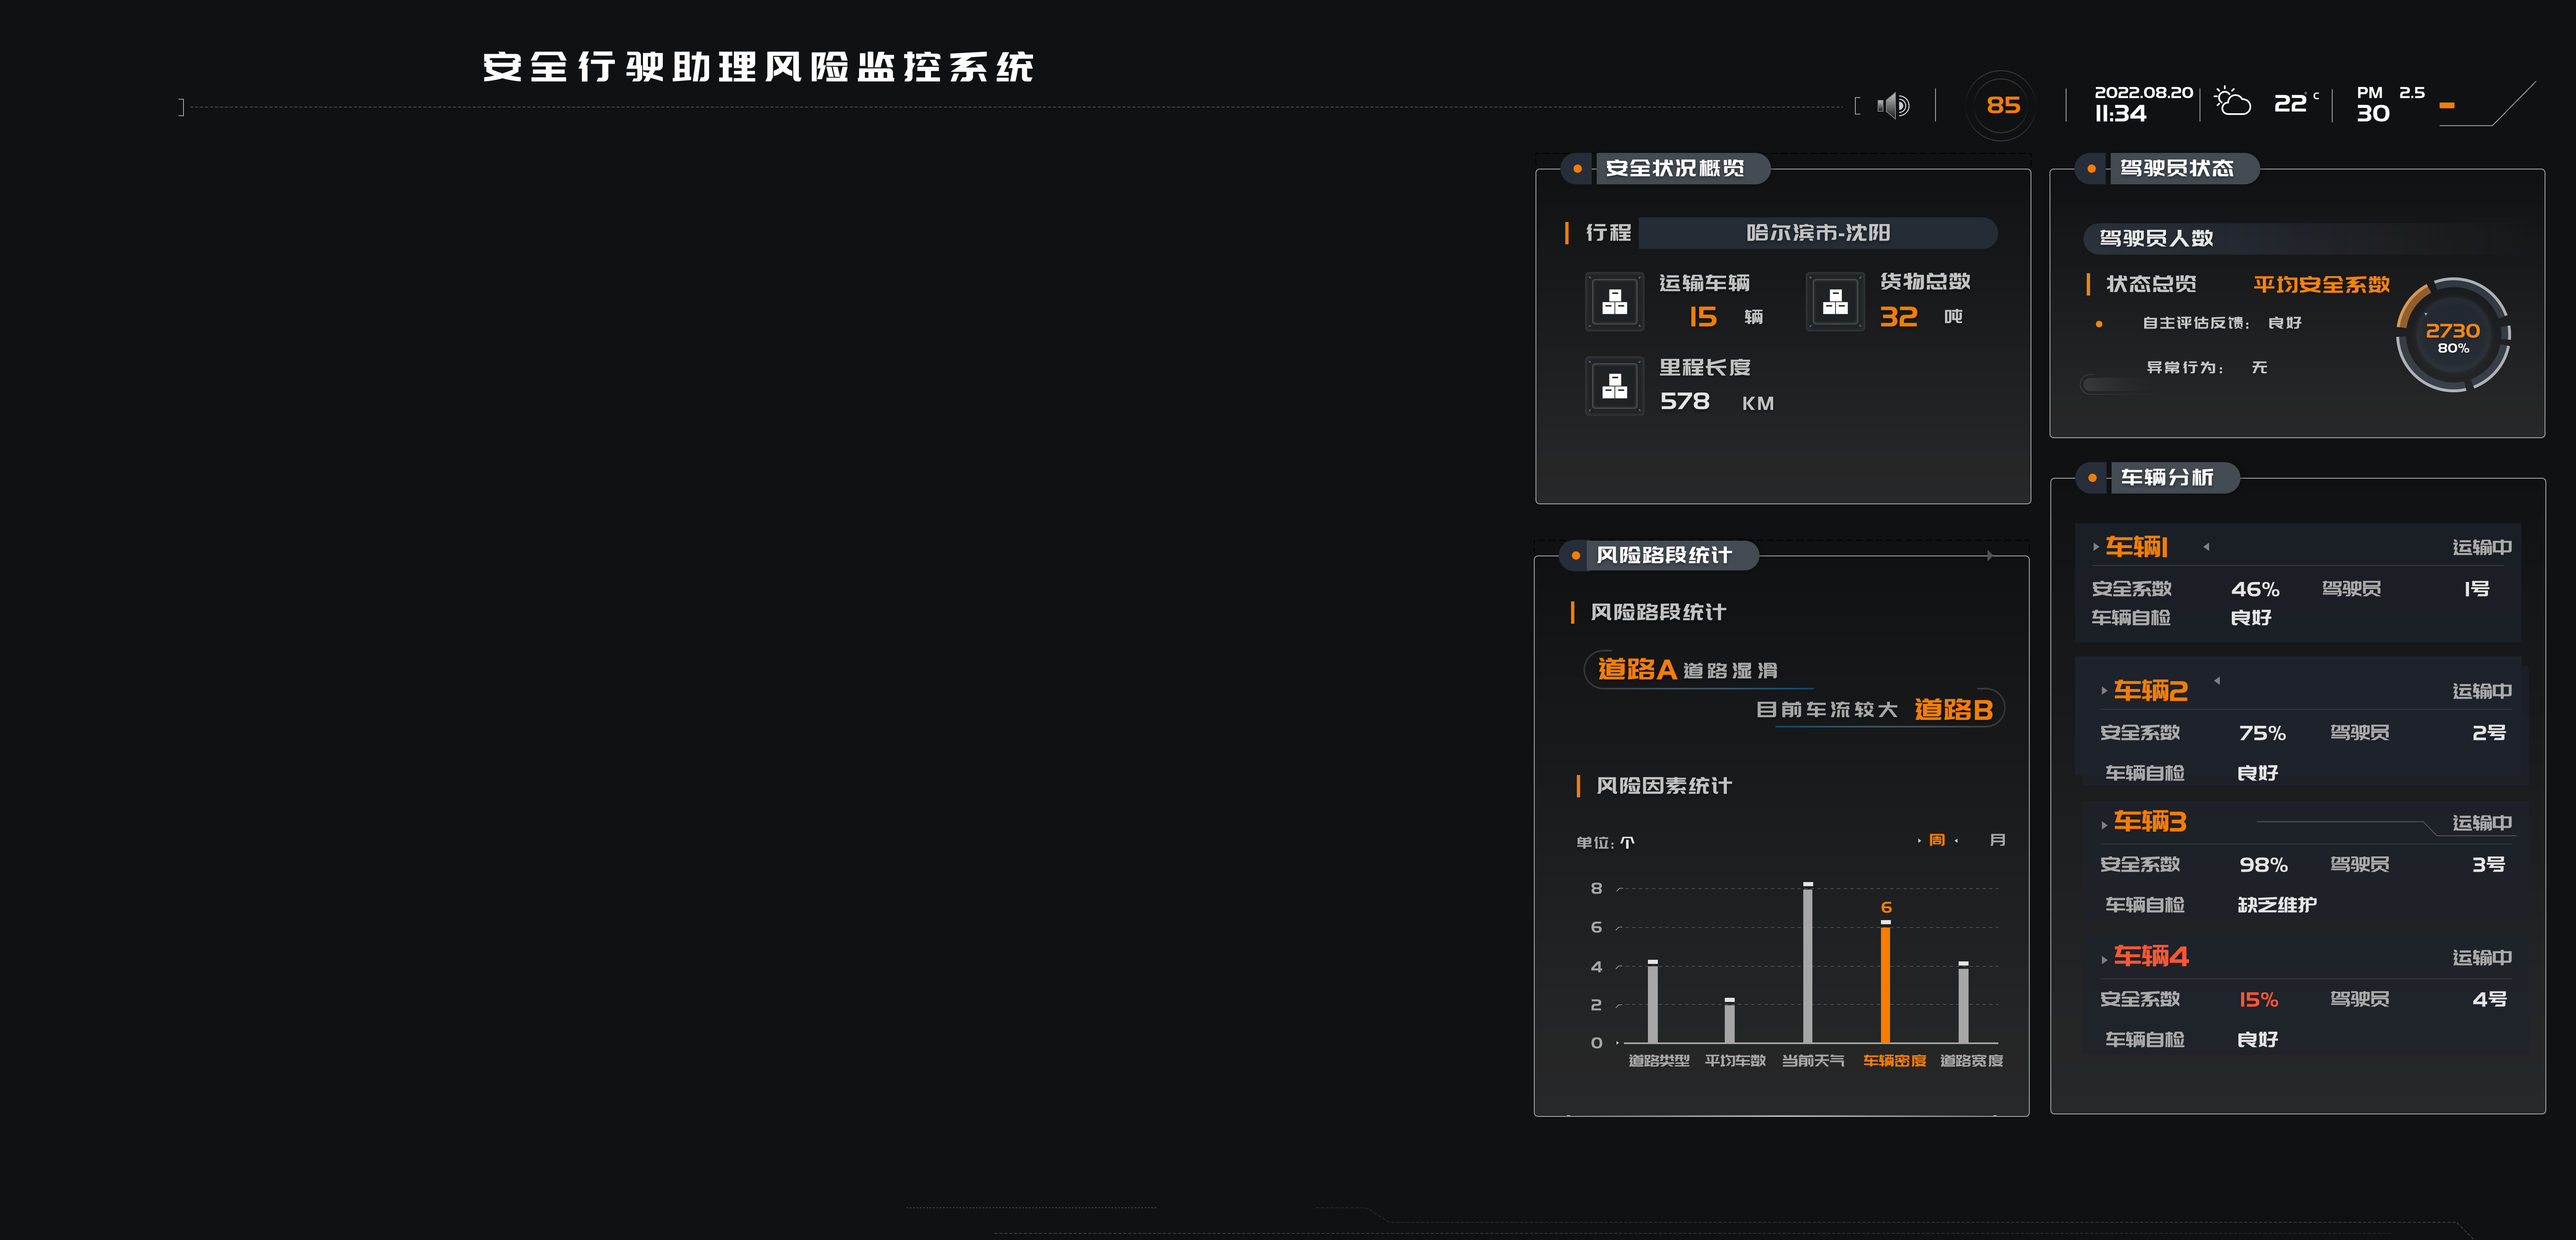 安全行驶助理风险监控系统
85
2022.08.20
11:34
22 °C
PM 2.5
30
安全状况概览
行程 哈尔滨市-沈阳
运输车辆
15 辆
货物总数
32 吨
里程长度
578 KM
驾驶员状态
驾驶员人数
状态总览 平均安全系数
自主评估反馈： 良好
异常行为： 无
2730
80%
风险路段统计
风险路段统计
道路A 道路湿滑
目前车流较大 道路B
风险因素统计
单位: 个
周 月
8
6
4
2
0
6
道路类型 平均车数 当前天气 车辆密度 道路宽度
车辆分析
车辆1 运输中
安全系数 46% 驾驶员 1号
车辆自检 良好
车辆2 运输中
安全系数 75% 驾驶员 2号
车辆自检 良好
车辆3 运输中
安全系数 98% 驾驶员 3号
车辆自检 缺乏维护
车辆4 运输中
安全系数 15% 驾驶员 4号
车辆自检 良好